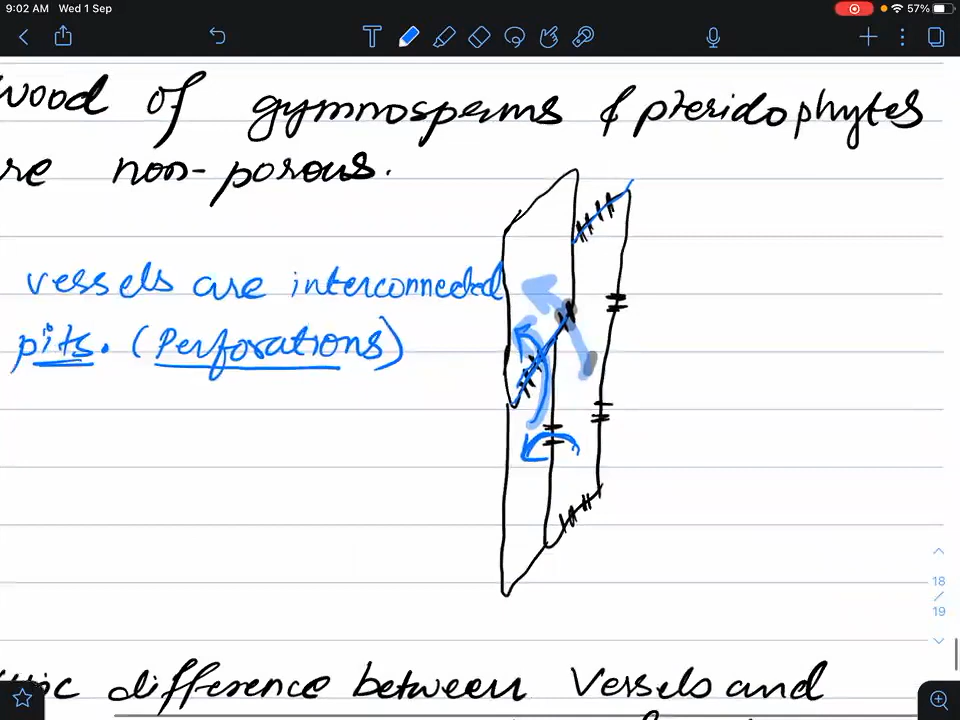 9:02 AM Wed 1 Sep 57%
wood of gymnosperms & pteridophytes
re non-porous.
vessels are interconnected
pits. (Perforations)
18
/
19
difference between Vessels and